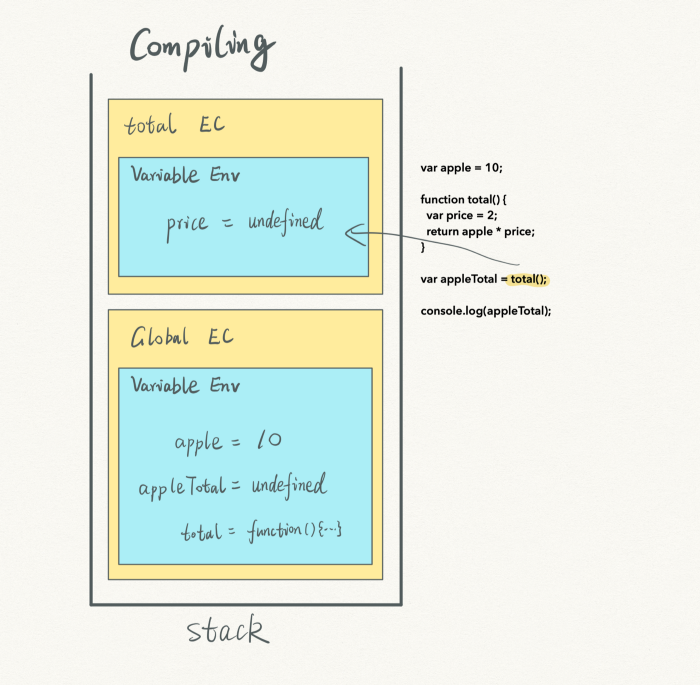 Compiling
total EC
Variable Env
price = undefined
Global EC
Variable Env
apple = 10
appleTotal = undefined
total = function(){...}
stack
var apple = 10;
function total() {
var price = 2;
return apple * price;
}
var appleTotal = total();
console.log(appleTotal);